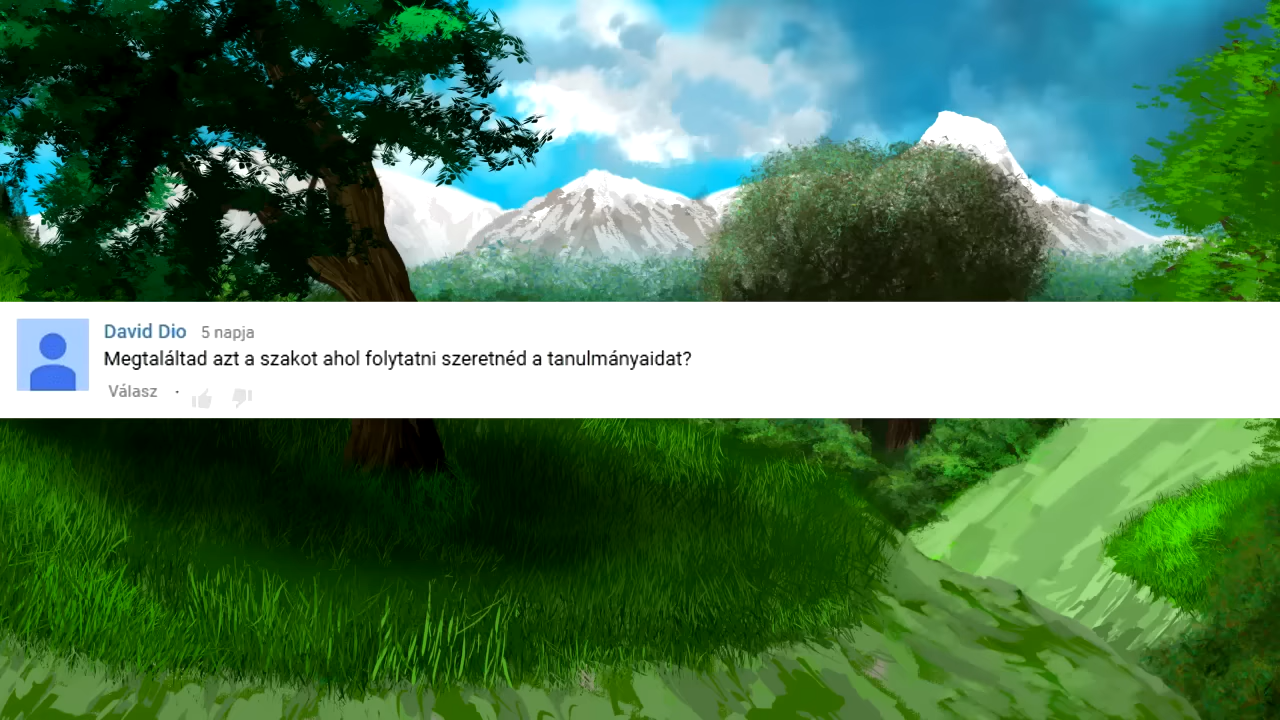 David Dio 5 napja
Megtaláltad azt a szakot ahol folytatni szeretnéd a tanulmányaidat?
Válasz ·